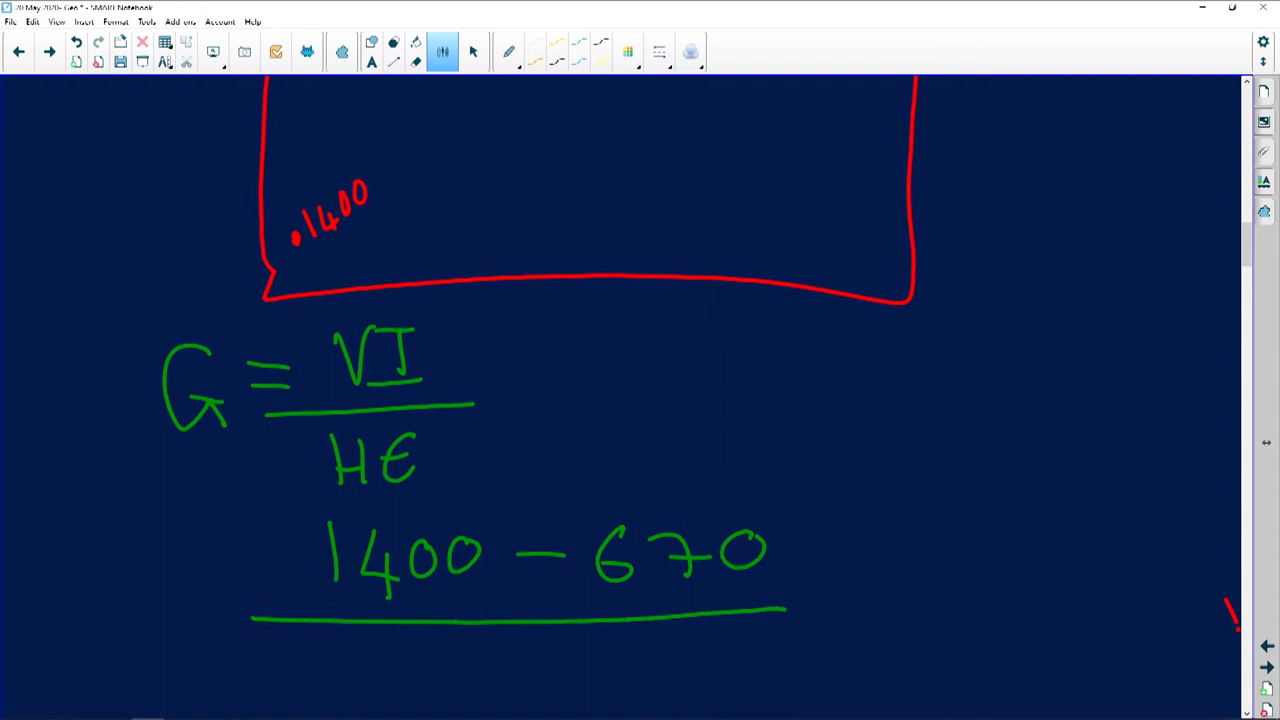 20 May 2020- Geo * - SMART Notebook
File Edit View Insert Format Tools Add-ons Account Help
.1400
G = VI
HE
1400 - 670